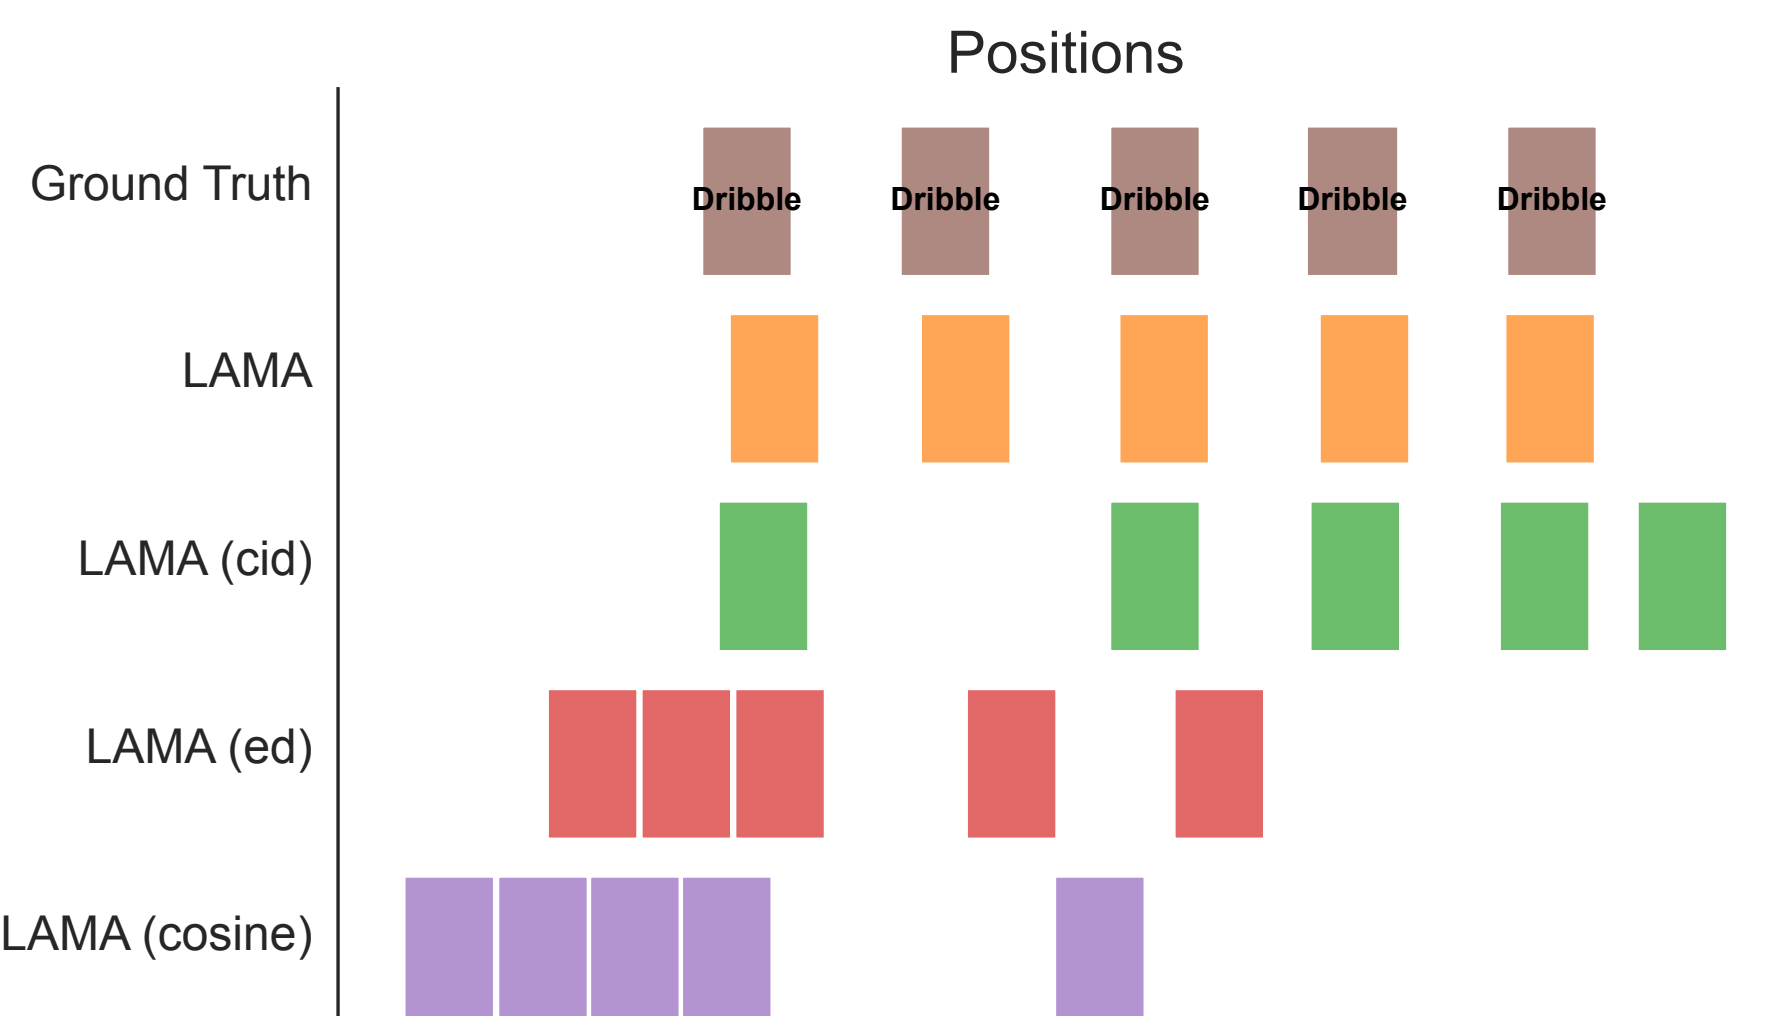 Positions
Ground Truth
Dribble Dribble Dribble Dribble Dribble
LAMA
LAMA (cid)
LAMA (ed)
LAMA (cosine)